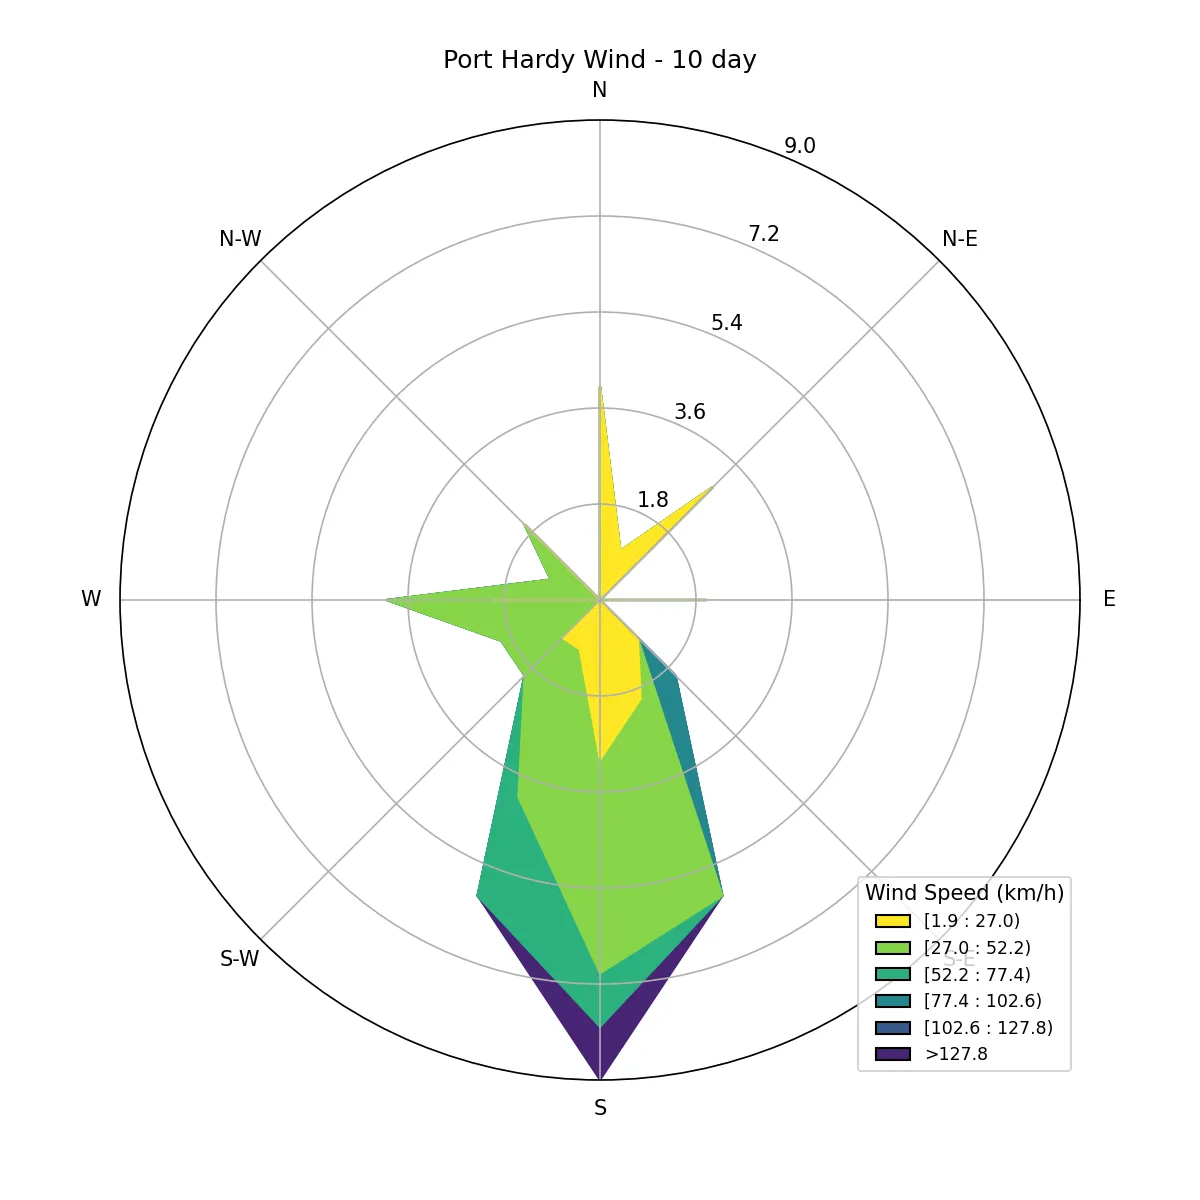 Port Hardy Wind - 10 day
N
9.0
N-W
7.2
N-E
5.4
3.6
1.8
W
E
Wind Speed (km/h)
[1.9 : 27.0)
[27.0 : 52.2)
S-W
S-E
[52.2 : 77.4)
[77.4 : 102.6)
[102.6 : 127.8)
>127.8
S